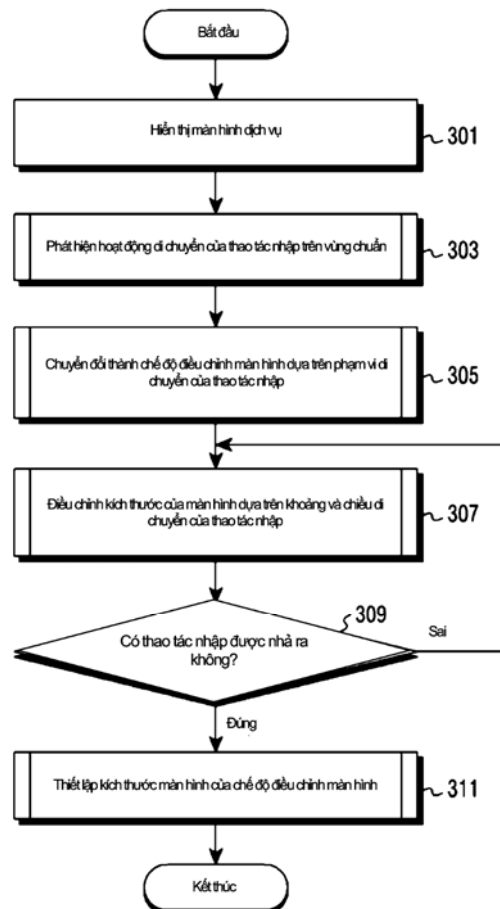 Bắt đầu
Hiển thị màn hình dịch vụ
301
Phát hiện hoạt động di chuyển của thao tác nhập trên vùng chuẩn
303
Chuyển đổi thành chế độ điều chỉnh màn hình dựa trên phạm vi di
chuyển của thao tác nhập
305
Điều chỉnh kích thước của màn hình dựa trên khoảng và chiều di
chuyển của thao tác nhập
307
309
Có thao tác nhập được nhả ra
không?
Sai
Đúng
Thiết lập kích thước màn hình của chế độ điều chỉnh màn hình
311
Kết thúc